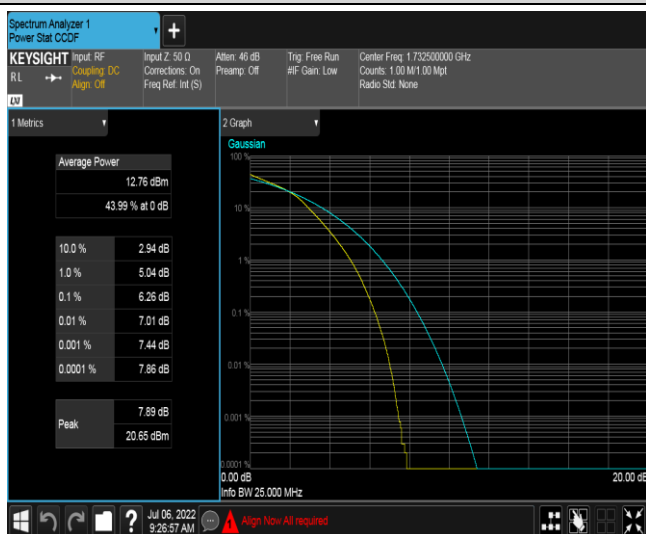 Spectrum Analyzer 1
Power Stat CCDF
+
KEYSIGHT
RL
LXI
Input: RF
Coupling: DC
Align: Off
Input Z: 50 Ω
Corrections: On
Freq Ref: Int (S)
Atten: 46 dB
Preamp: Off
Trig: Free Run
#IF Gain: Low
Center Freq: 1.732500000 GHz
Counts: 1.00 M/1.00 Mpt
Radio Std: None
1 Metrics
Average Power
12.76 dBm
43.99 % at 0 dB
10.0 % 2.94 dB
1.0 % 5.04 dB
0.1 % 6.26 dB
0.01 % 7.01 dB
0.001 % 7.44 dB
0.0001 % 7.86 dB
Peak
7.89 dB
20.65 dBm
2 Graph
Gaussian
100 %
10 %
1 %
0.1 %
0.01 %
0.001 %
0.0001 %
0.00 dB 20.00 dB
Info BW 25.000 MHz
?
Jul 06, 2022
9:26:57 AM
Align Now All required